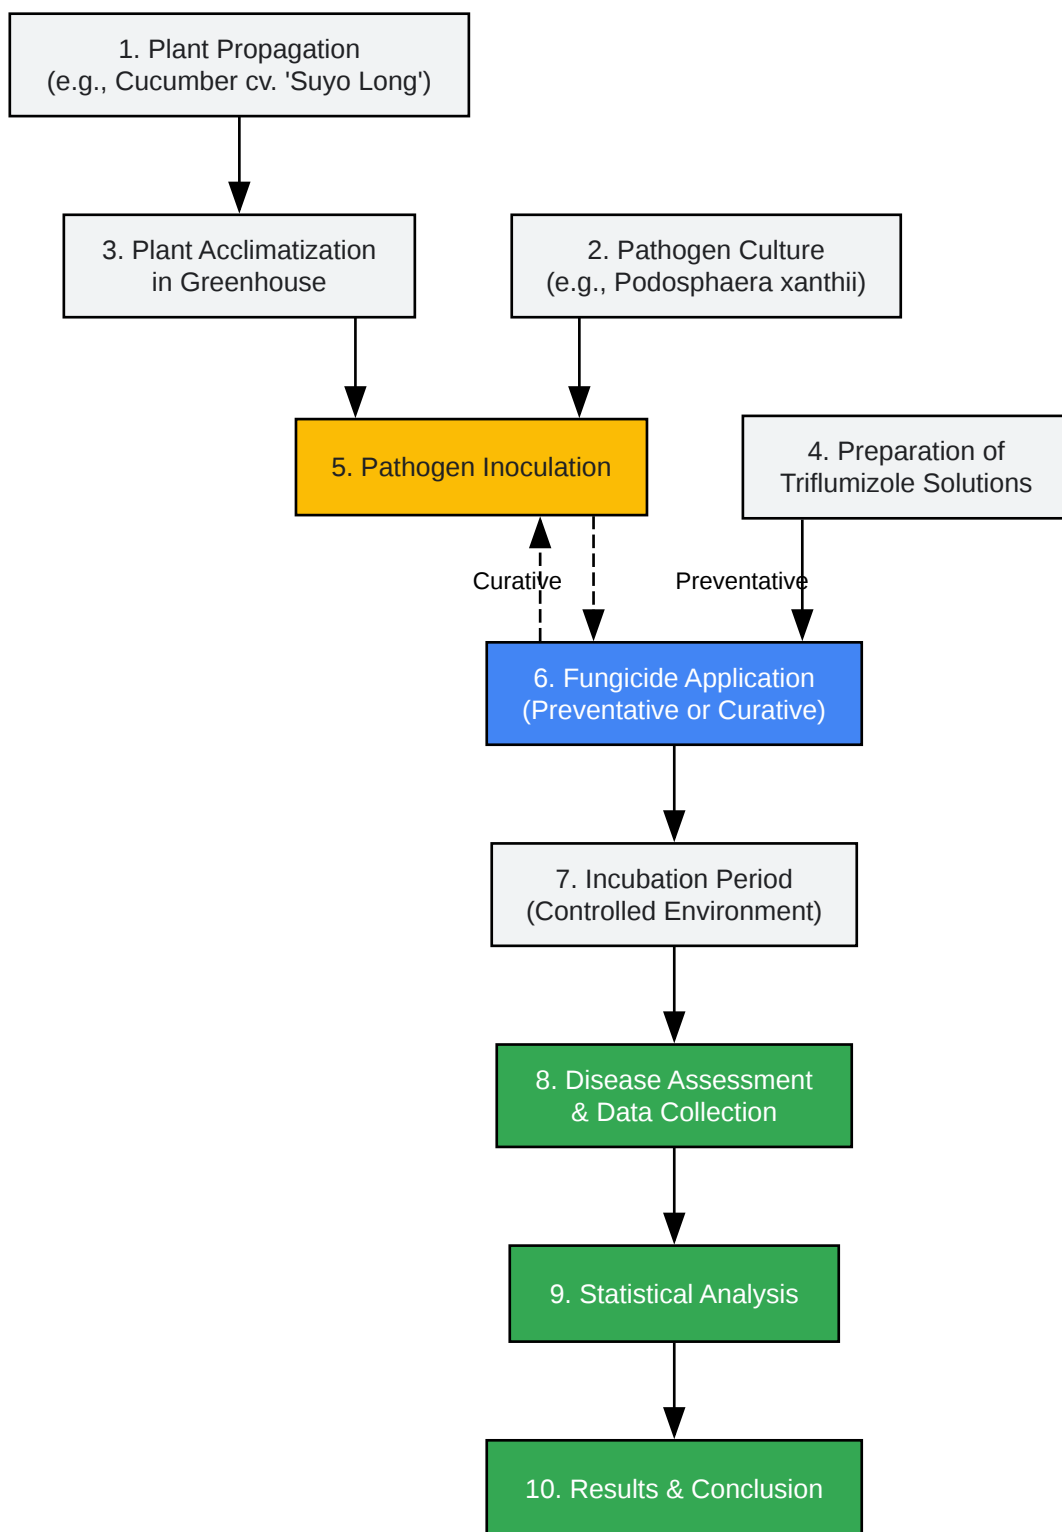 1. Plant Propagation
(e.g., Cucumber cv. 'Suyo Long')
3. Plant Acclimatization
in Greenhouse
2. Pathogen Culture
(e.g., Podosphaera xanthii)
5. Pathogen Inoculation
4. Preparation of
Triflumizole Solutions
Curative
Preventative
6. Fungicide Application
(Preventative or Curative)
7. Incubation Period
(Controlled Environment)
8. Disease Assessment
& Data Collection
9. Statistical Analysis
10. Results & Conclusion